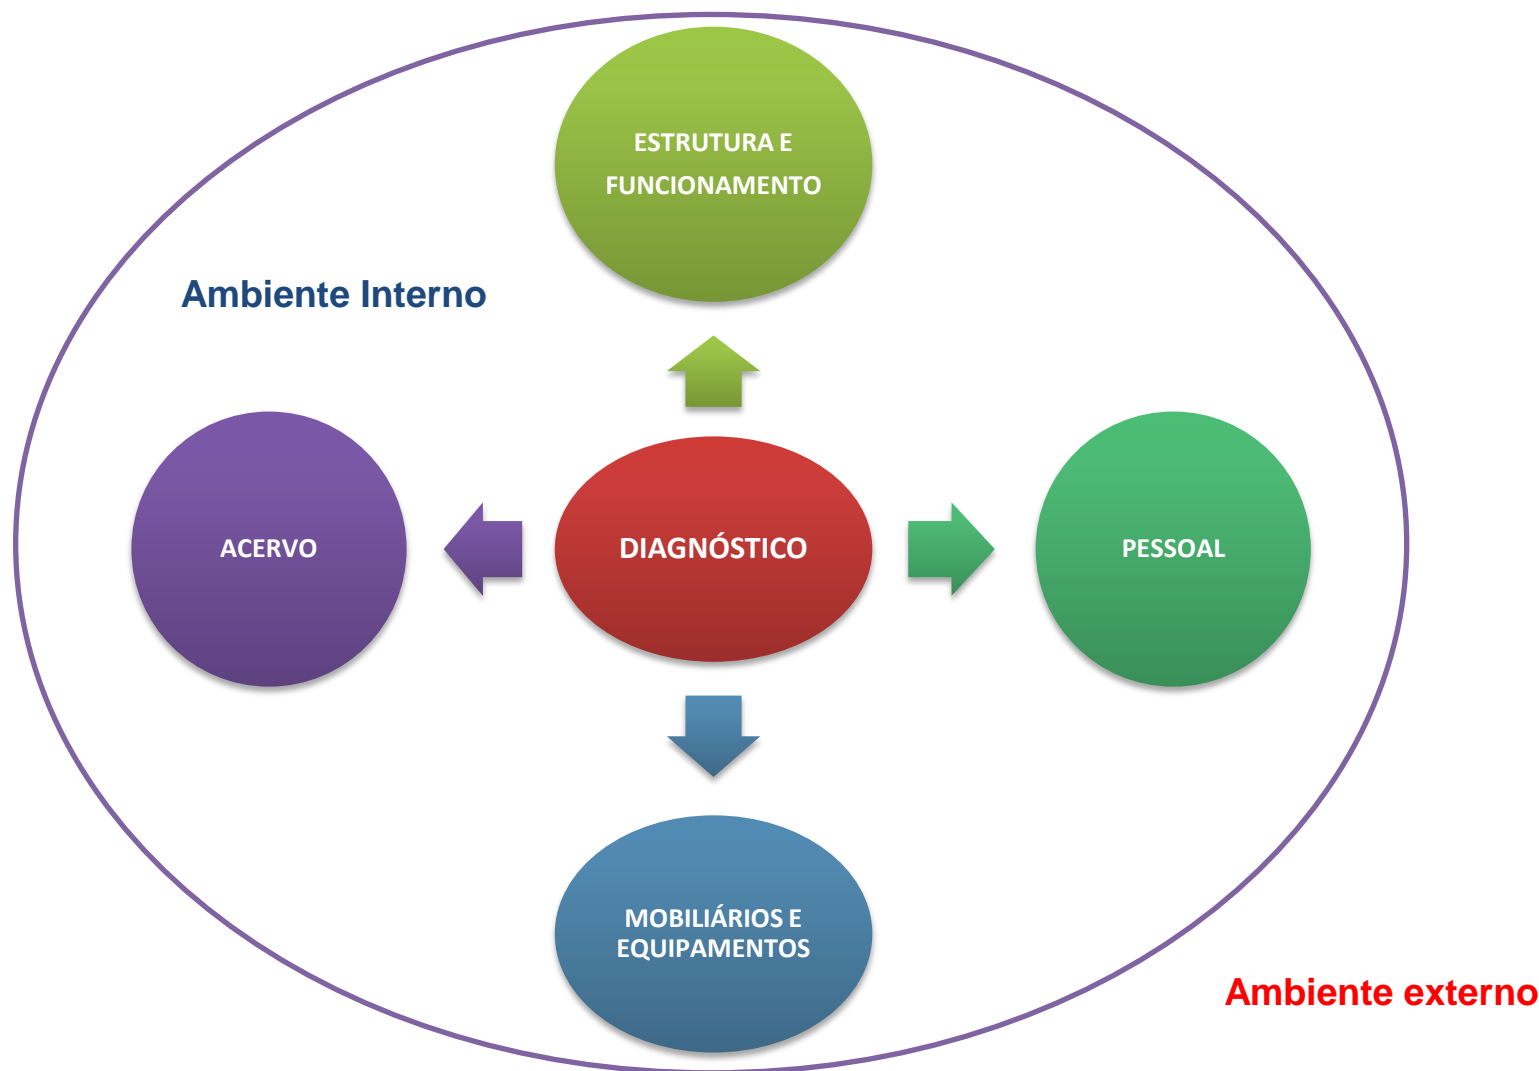 ESTRUTURA E
FUNCIONAMENTO
Ambiente Interno
ACERVO
DIAGNÓSTICO
PESSOAL
MOBILIÁRIOS E
EQUIPAMENTOS
Ambiente externo